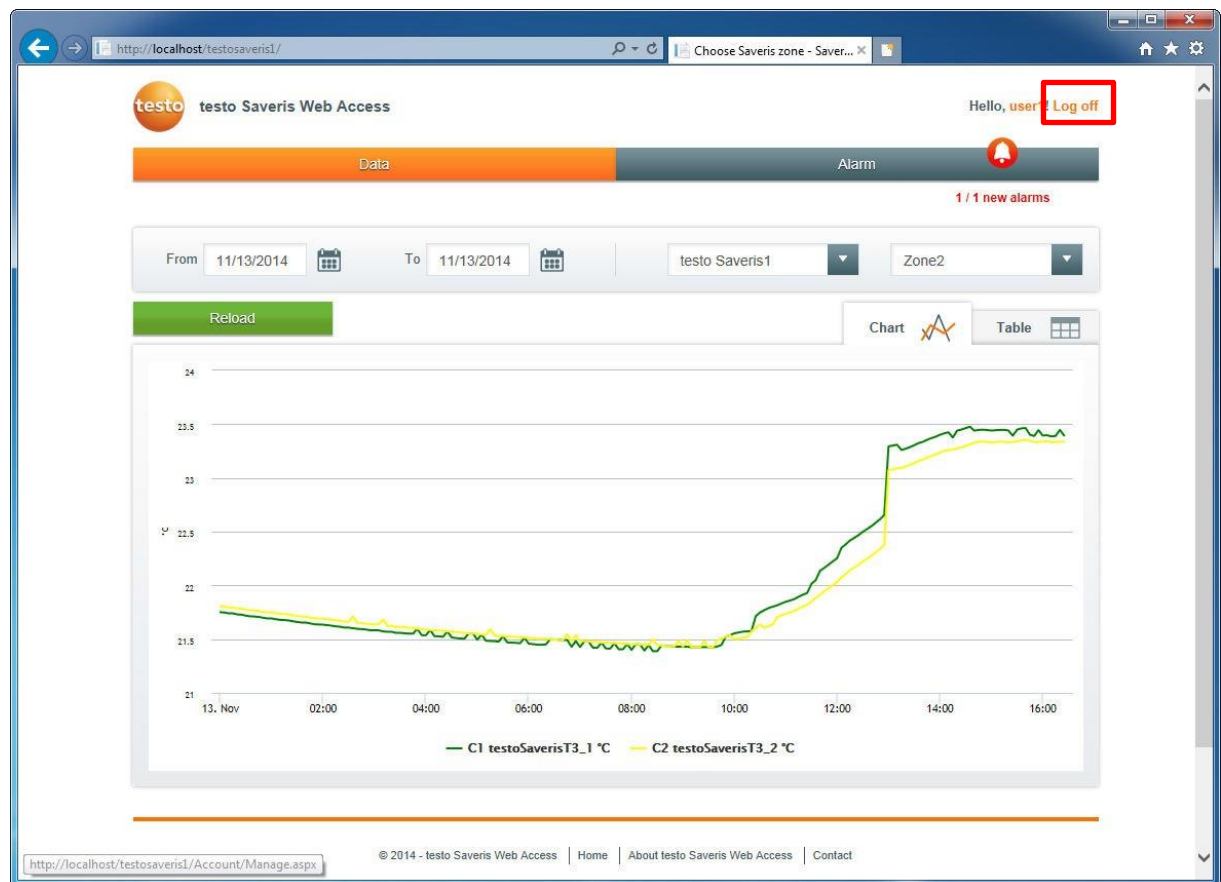 http://localhost/testosaveris1/
Choose Saveris zone - Saver...
testo
testo Saveris Web Access
Hello, user1! Log off
Data
Alarm
1 / 1 new alarms
From
11/13/2014
To
11/13/2014
testo Saveris1
Zone2
Reload
Chart
Table
24
23.5
23
22.5
22
21.5
21
°C
13. Nov 02:00 04:00 06:00 08:00 10:00 12:00 14:00 16:00
C1 testoSaverisT3_1 °C C2 testoSaverisT3_2 °C
© 2014 - testo Saveris Web Access | Home | About testo Saveris Web Access | Contact
http://localhost/testosaveris1/Account/Manage.aspx